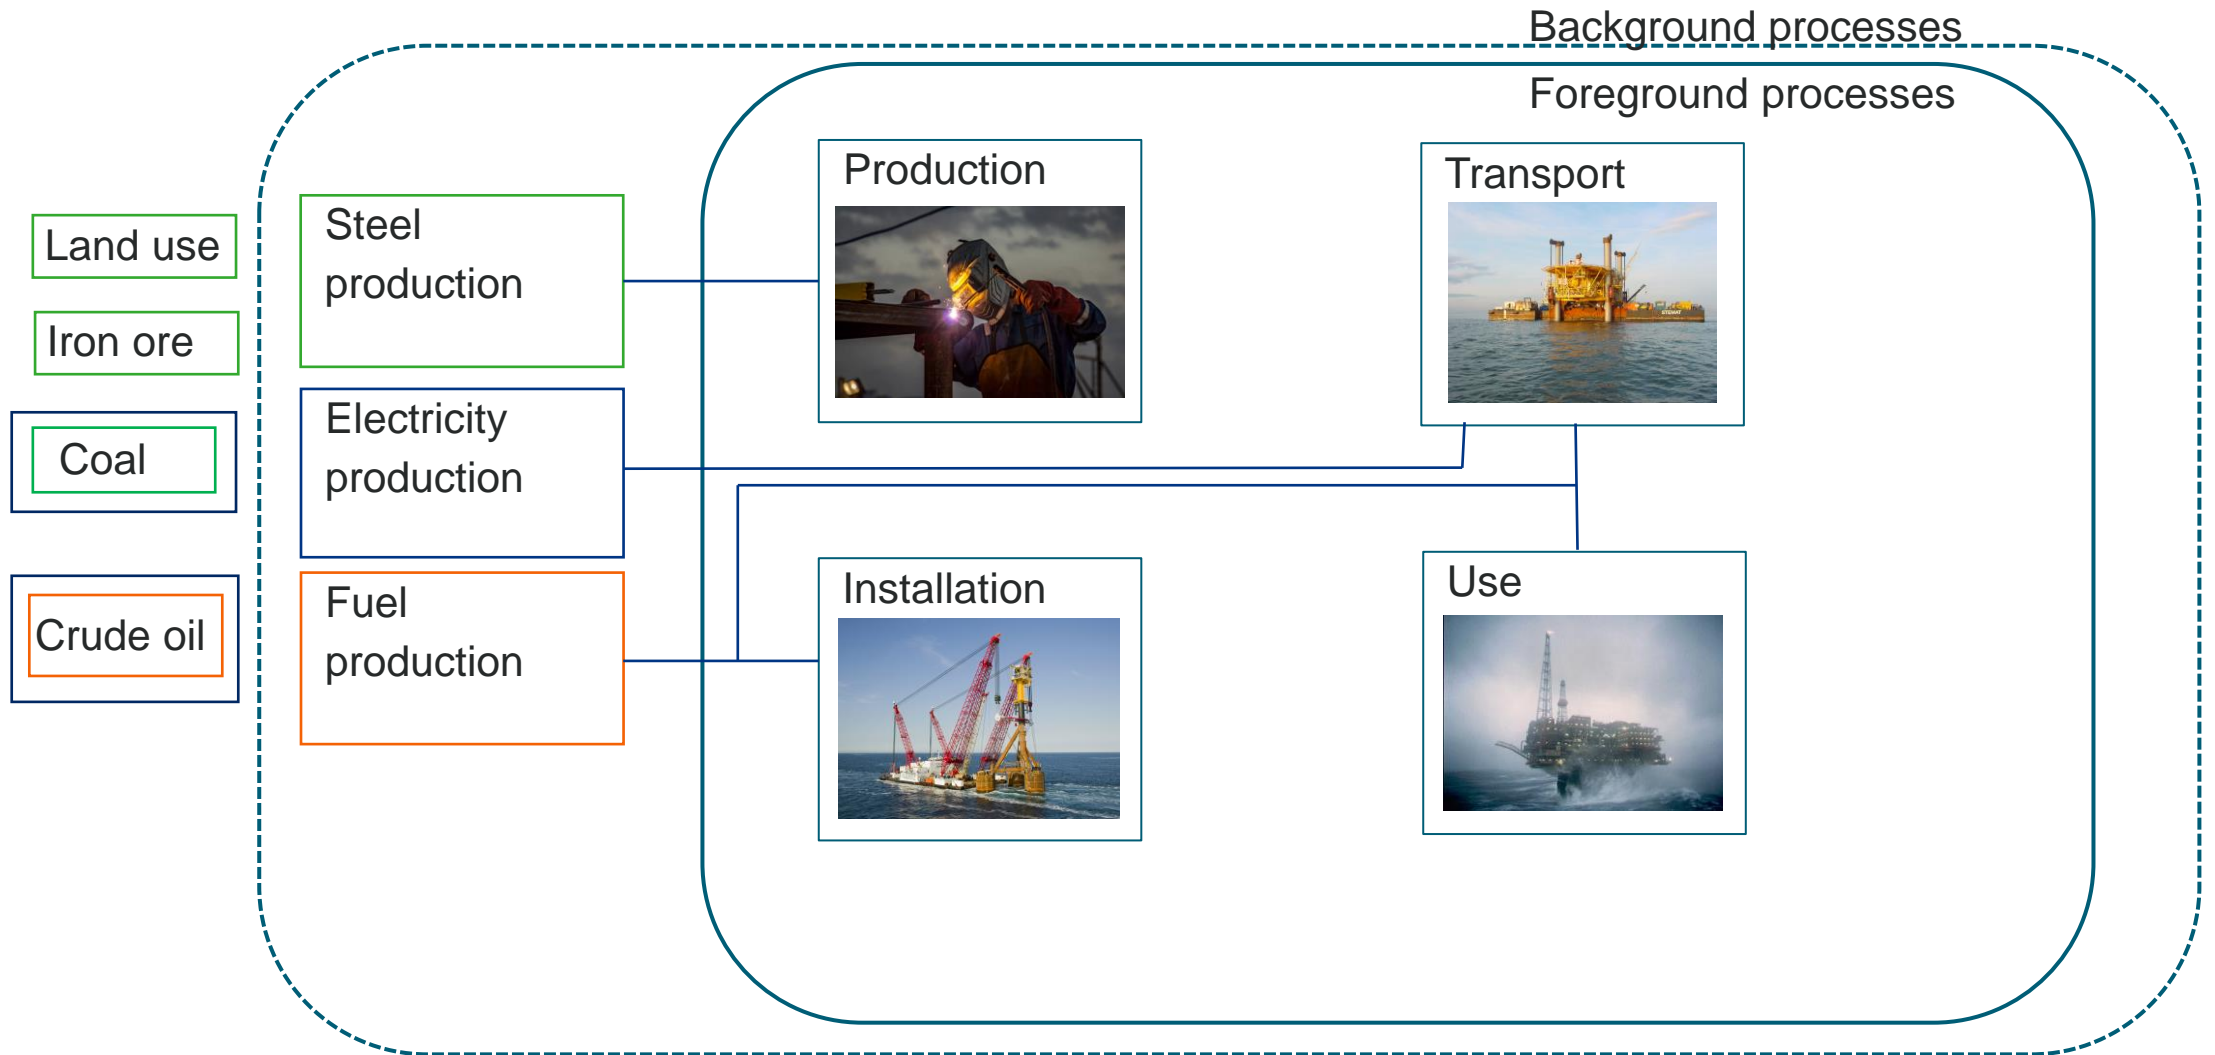 Background processes
Foreground processes
Production
Transport
Steel
production
Land use
Iron ore
Electricity
production
Coal
Fuel
production
Crude oil
Installation
Use